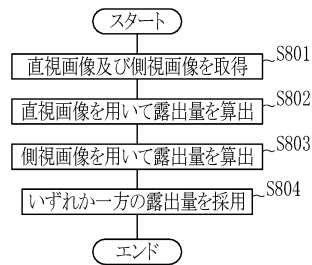 スタート
直視画像及び側視画像を取得
S801
直視画像を用いて露出量を算出
S802
側視画像を用いて露出量を算出
S803
いずれか一方の露出量を採用
S804
エンド